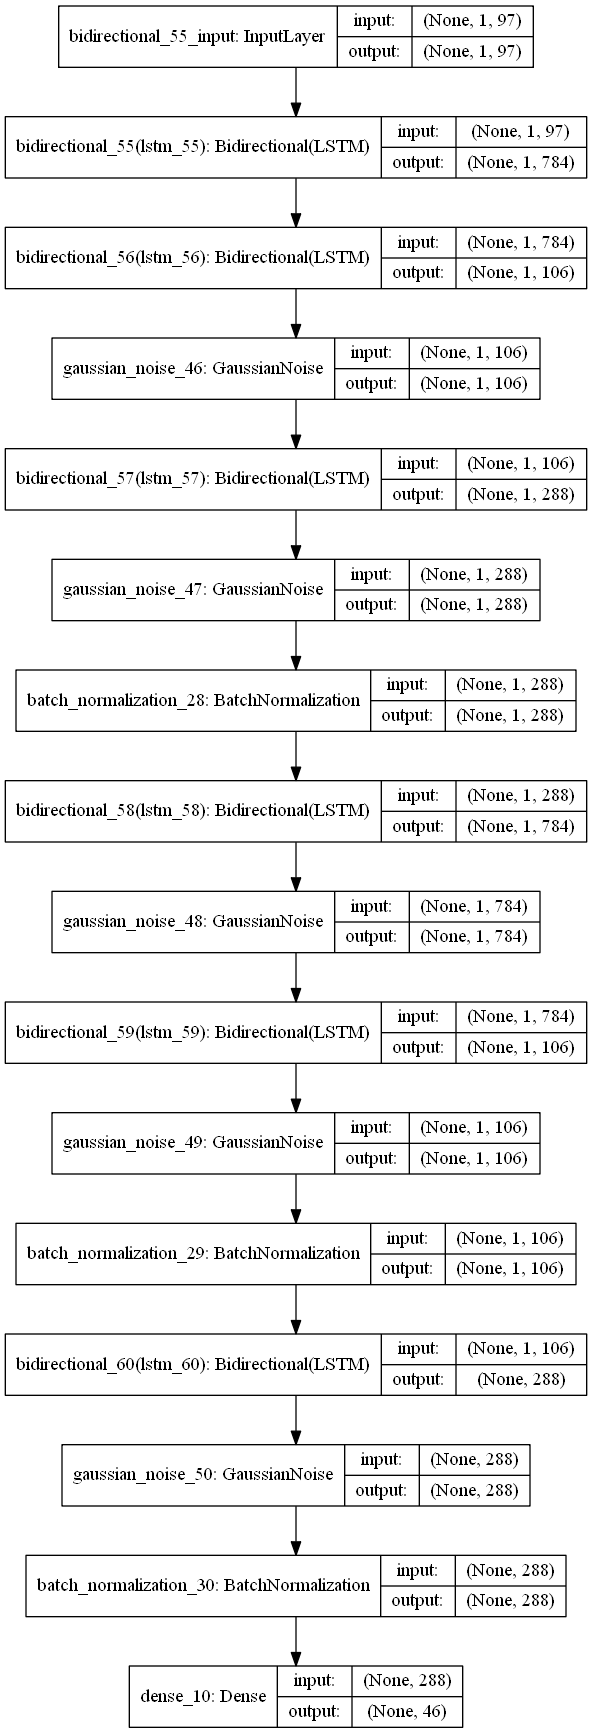 bidirectional_55_input: InputLayer
input: (None, 1, 97)
output: (None, 1, 97)
bidirectional_55(lstm_55): Bidirectional(LSTM)
input: (None, 1, 97)
output: (None, 1, 784)
bidirectional_56(lstm_56): Bidirectional(LSTM)
input: (None, 1, 784)
output: (None, 1, 106)
gaussian_noise_46: GaussianNoise
input: (None, 1, 106)
output: (None, 1, 106)
bidirectional_57(lstm_57): Bidirectional(LSTM)
input: (None, 1, 106)
output: (None, 1, 288)
gaussian_noise_47: GaussianNoise
input: (None, 1, 288)
output: (None, 1, 288)
batch_normalization_28: BatchNormalization
input: (None, 1, 288)
output: (None, 1, 288)
bidirectional_58(lstm_58): Bidirectional(LSTM)
input: (None, 1, 288)
output: (None, 1, 784)
gaussian_noise_48: GaussianNoise
input: (None, 1, 784)
output: (None, 1, 784)
bidirectional_59(lstm_59): Bidirectional(LSTM)
input: (None, 1, 784)
output: (None, 1, 106)
gaussian_noise_49: GaussianNoise
input: (None, 1, 106)
output: (None, 1, 106)
batch_normalization_29: BatchNormalization
input: (None, 1, 106)
output: (None, 1, 106)
bidirectional_60(lstm_60): Bidirectional(LSTM)
input: (None, 1, 106)
output: (None, 288)
gaussian_noise_50: GaussianNoise
input: (None, 288)
output: (None, 288)
batch_normalization_30: BatchNormalization
input: (None, 288)
output: (None, 288)
dense_10: Dense
input: (None, 288)
output: (None, 46)